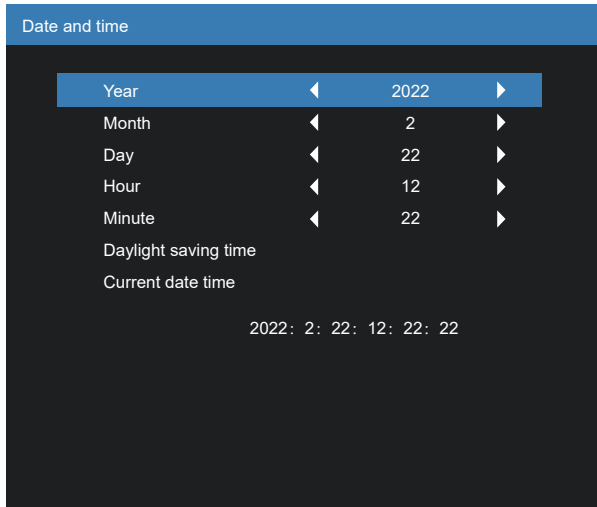 Date and time
Year 2022
Month 2
Day 22
Hour 12
Minute 22
Daylight saving time
Current date time
2022: 2: 22: 12: 22: 22